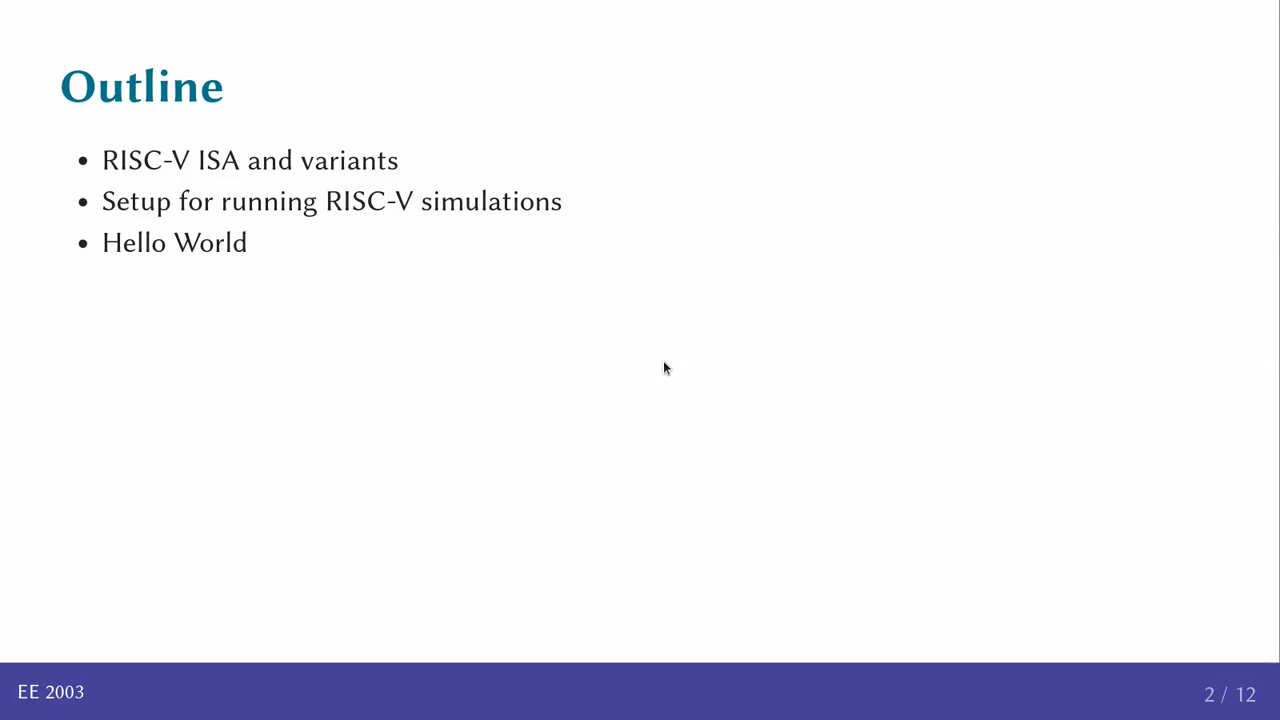 Outline
• RISC-V ISA and variants
• Setup for running RISC-V simulations
• Hello World
EE 2003
2 / 12